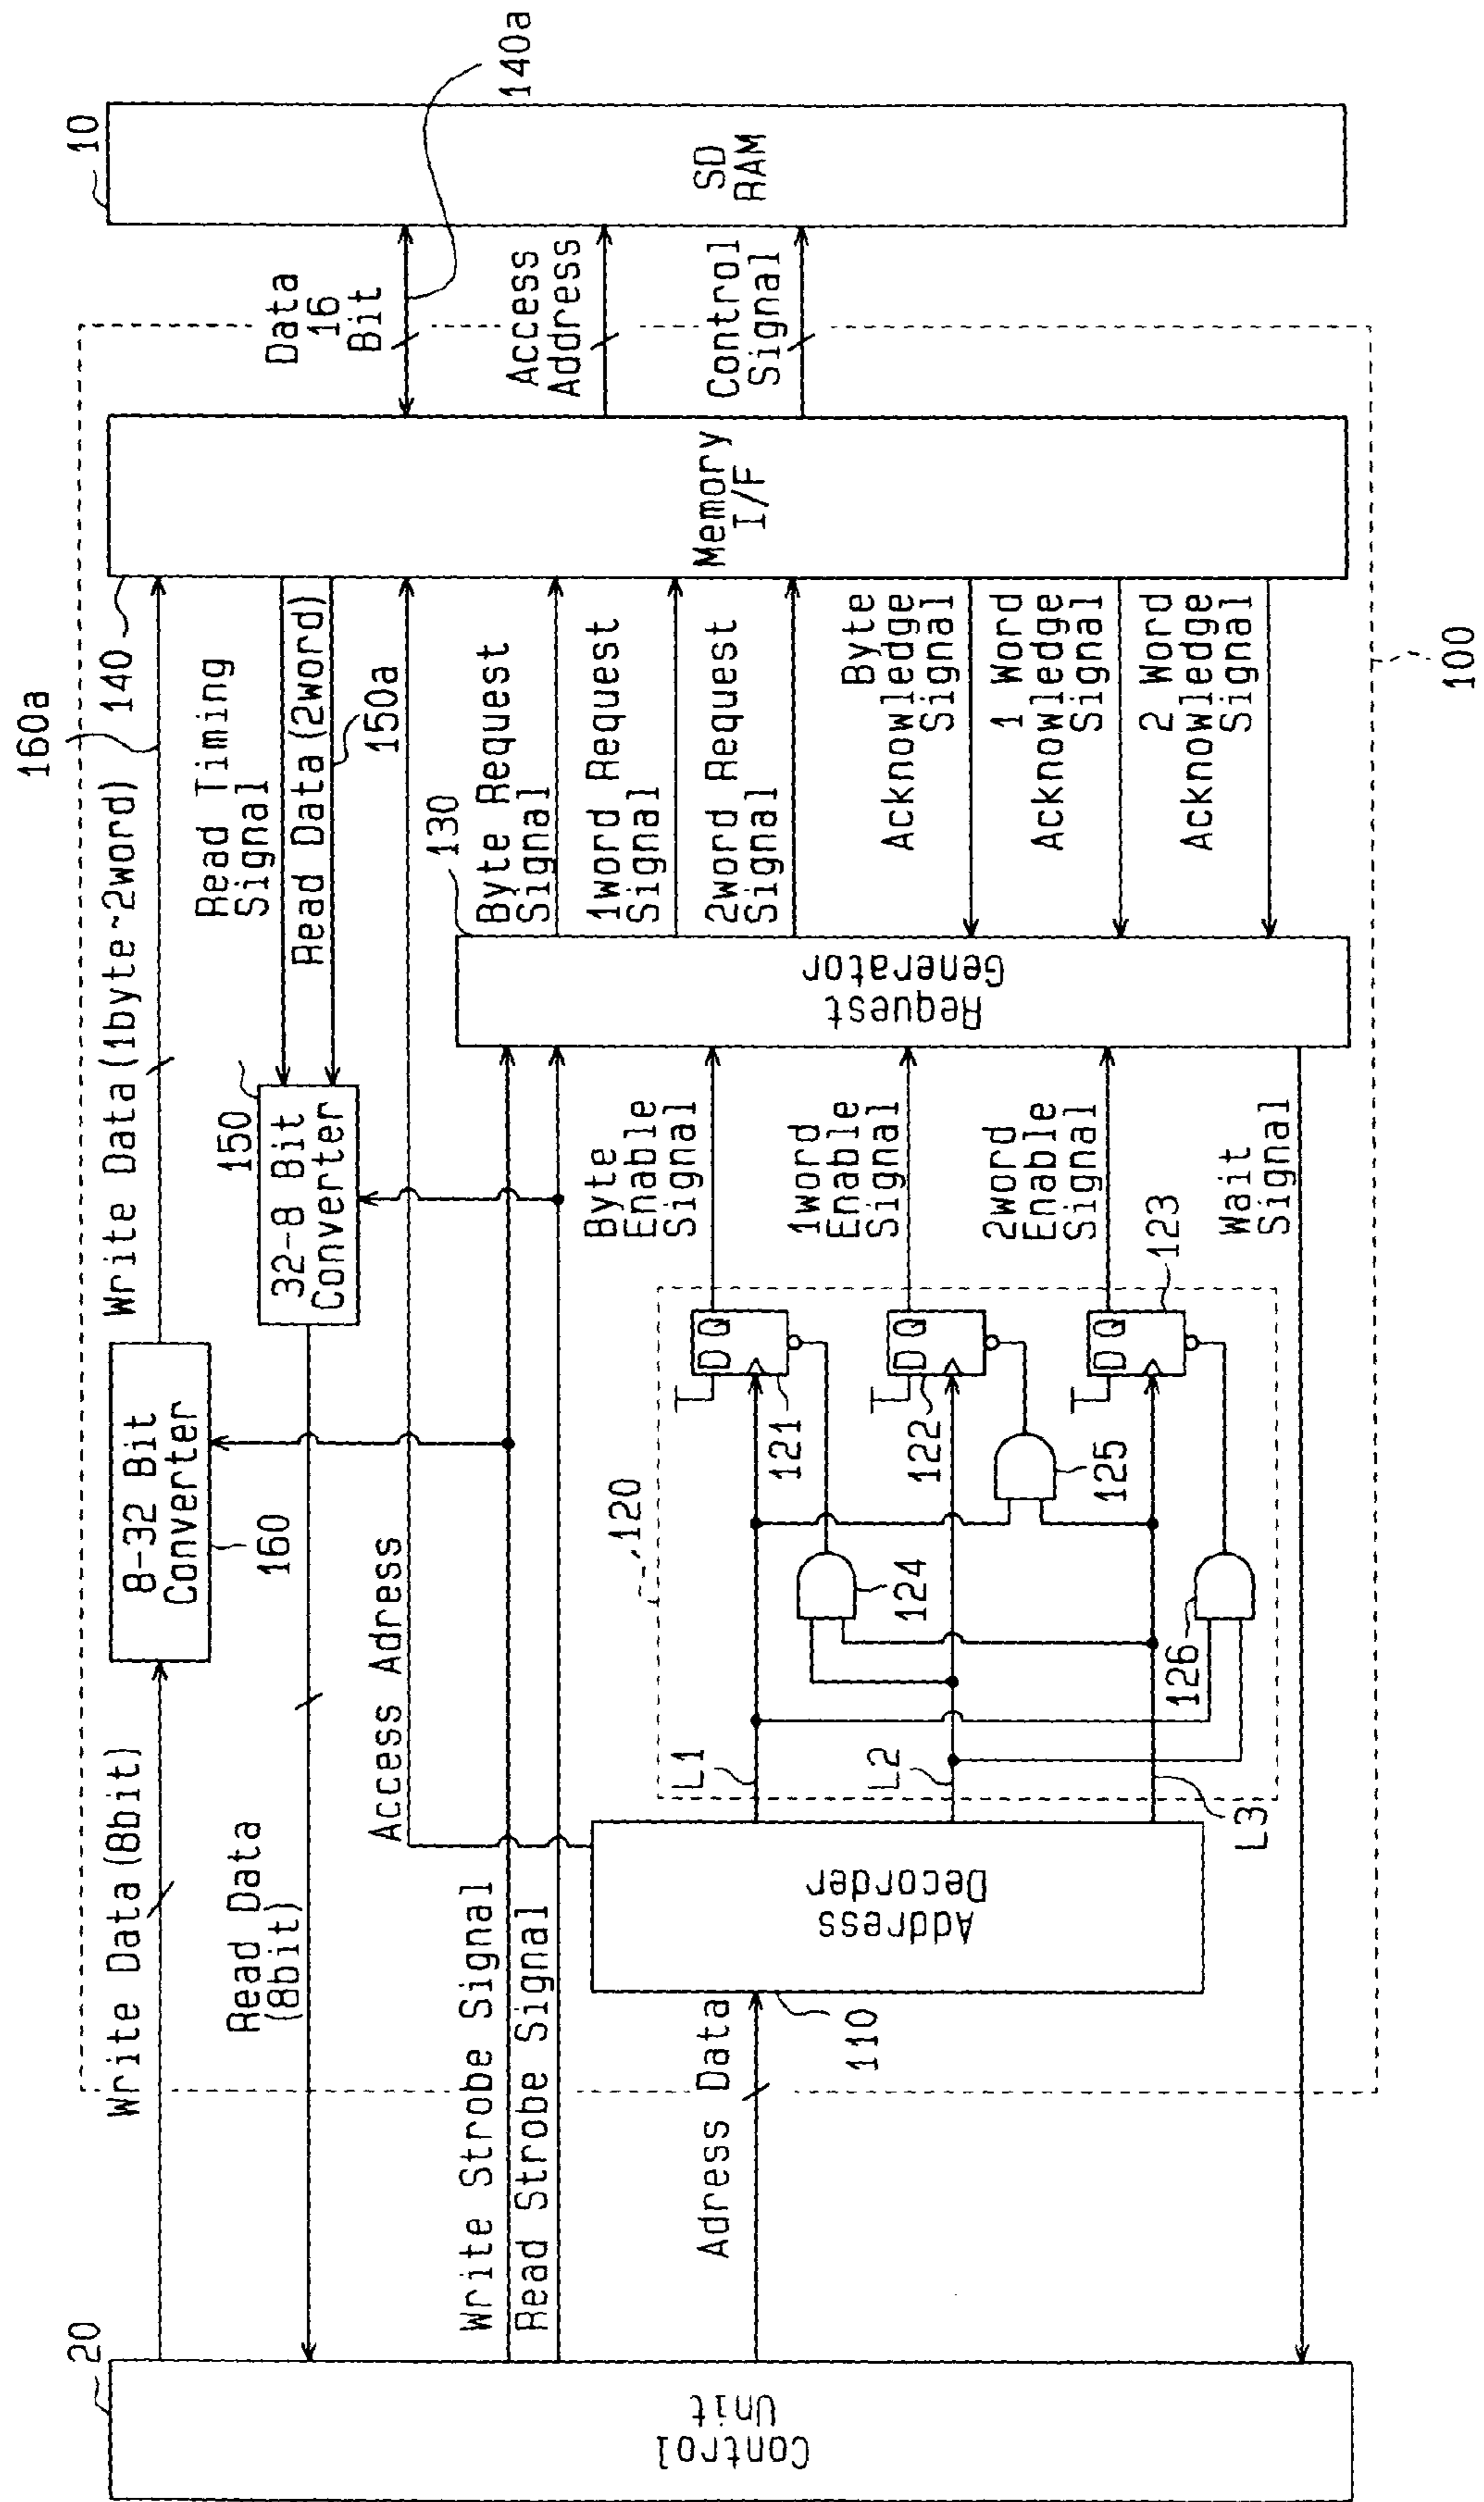 20
Control
Unit
Write Data(8bit)
Read Data
(8bit)
Write Strobe Signal
Read Strobe Signal
Adress Data
8-32 Bit
Converter
160
Access Adress
110
Address
Decorder
L1
L2
L3
120
121
122
123
124
125
126
Write Data(1byte~2word)
160a
32-8 Bit
Converter
150
Read Timing
Signal
Read Data(2word)
150a
Byte
Enable
Signal
1word
Enable
Signal
2word
Enable
Signal
Wait
Signal
130
Request
Generator
Byte Request
Signal
1word Request
Signal
2word Request
Signal
Byte
Acknowledge
Signal
1 Word
Acknowledge
Signal
2 Word
Acknowledge
Signal
D Q
D Q
D Q
140
Memory
I/F
100
Data
16
Bit
Access
Address
Control
Signal
140a
10
SD
RAM